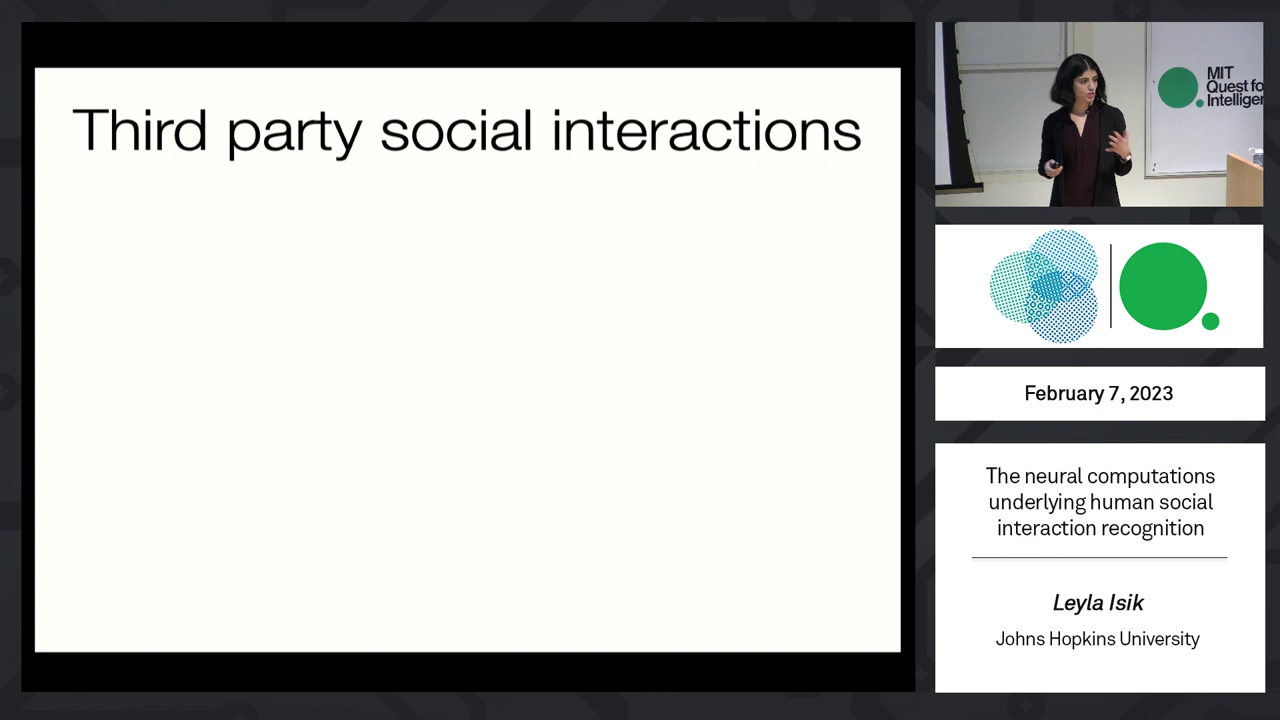 Third party social interactions
MIT
Quest fo
Intelligen
February 7, 2023
The neural computations
underlying human social
interaction recognition
Leyla Isik
Johns Hopkins University